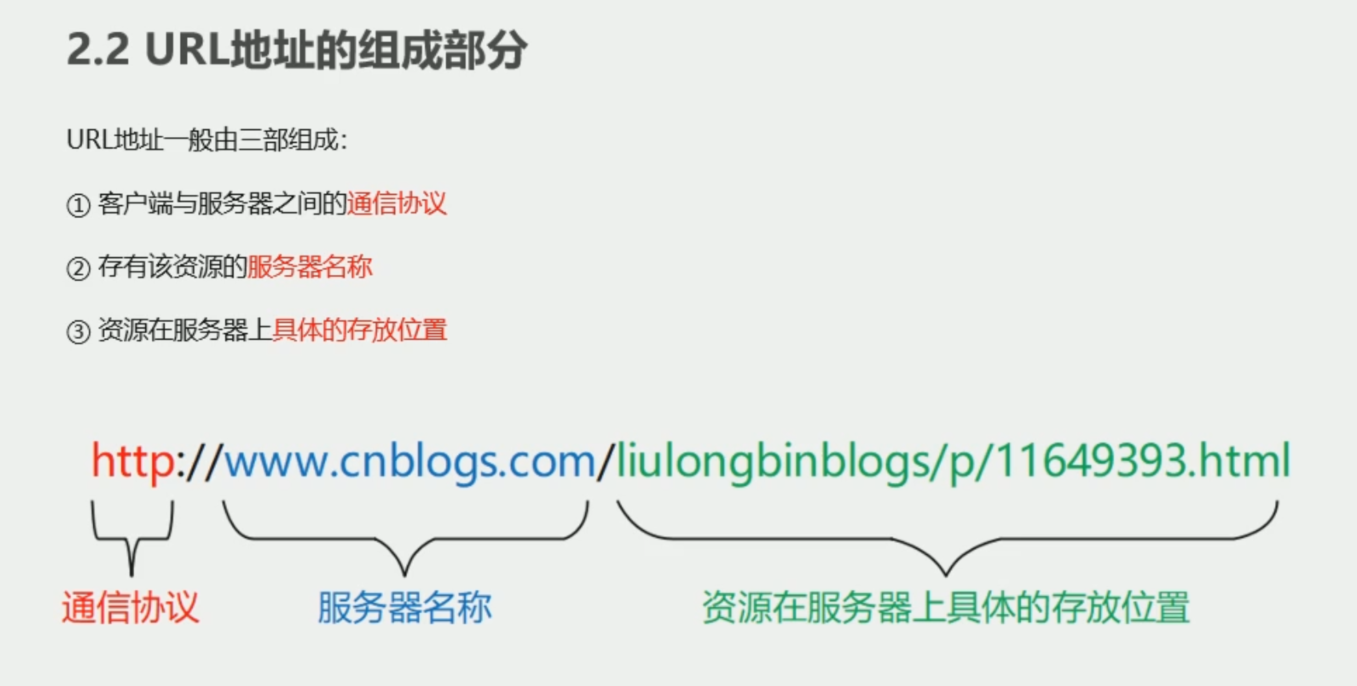 2.2 URL地址的组成部分
URL地址一般由三部组成：
① 客户端与服务器之间的通信协议
② 存有该资源的服务器名称
③ 资源在服务器上具体的存放位置
http://www.cnblogs.com/liulongbinblogs/p/11649393.html
通信协议 服务器名称 资源在服务器上具体的存放位置